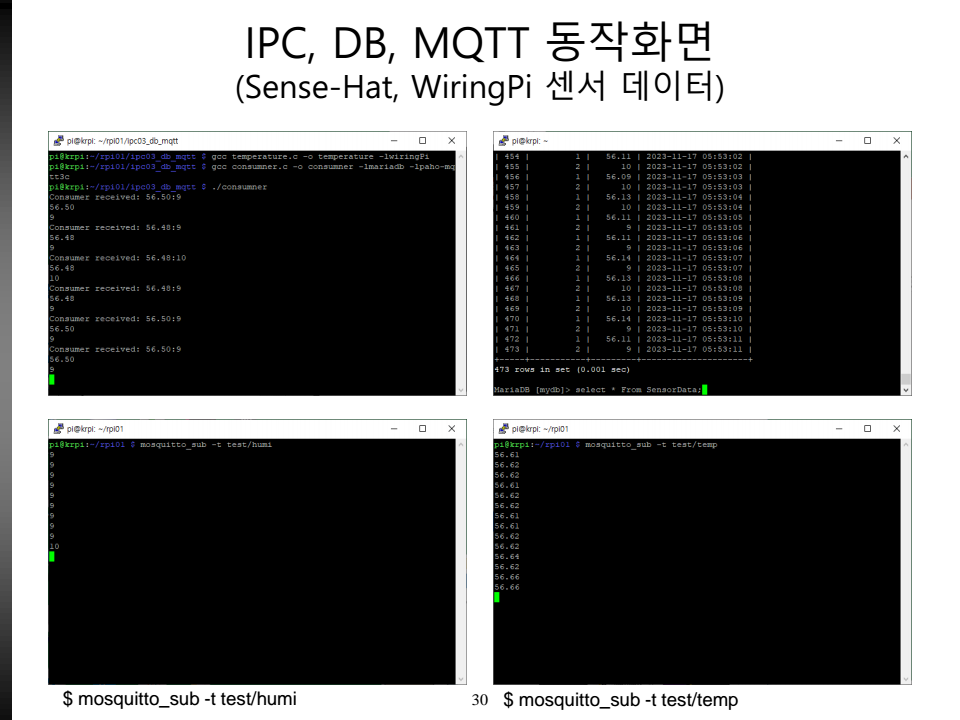 IPC, DB, MQTT 동작화면
(Sense-Hat, WiringPi 센서 데이터)
pi@krpi: ~/rpi01/ipc03_db_mqtt
pi@krpi:~/rpi01/ipc03_db_mqtt $ gcc temperature.c -o temperature -lwiringPi
pi@krpi:~/rpi01/ipc03_db_mqtt $ gcc consumner.c -o consumner -lmariadb -lpaho-mq
tt3c
pi@krpi:~/rpi01/ipc03_db_mqtt $ ./consumner
Consumer received: 56.50:9
56.50
9
Consumer received: 56.48:9
56.48
9
Consumer received: 56.48:10
56.48
10
Consumer received: 56.48:9
56.48
9
Consumer received: 56.50:9
56.50
9
Consumer received: 56.50:9
56.50
9
pi@krpi: ~
| 454 | 1 | 56.11 | 2023-11-17 05:53:02 |
| 455 | 2 | 10 | 2023-11-17 05:53:02 |
| 456 | 1 | 56.09 | 2023-11-17 05:53:03 |
| 457 | 2 | 10 | 2023-11-17 05:53:03 |
| 458 | 1 | 56.13 | 2023-11-17 05:53:04 |
| 459 | 2 | 10 | 2023-11-17 05:53:04 |
| 460 | 1 | 56.11 | 2023-11-17 05:53:05 |
| 461 | 2 | 9 | 2023-11-17 05:53:05 |
| 462 | 1 | 56.11 | 2023-11-17 05:53:06 |
| 463 | 2 | 9 | 2023-11-17 05:53:06 |
| 464 | 1 | 56.14 | 2023-11-17 05:53:07 |
| 465 | 2 | 9 | 2023-11-17 05:53:07 |
| 466 | 1 | 56.13 | 2023-11-17 05:53:08 |
| 467 | 2 | 10 | 2023-11-17 05:53:08 |
| 468 | 1 | 56.13 | 2023-11-17 05:53:09 |
| 469 | 2 | 10 | 2023-11-17 05:53:09 |
| 470 | 1 | 56.14 | 2023-11-17 05:53:10 |
| 471 | 2 | 9 | 2023-11-17 05:53:10 |
| 472 | 1 | 56.11 | 2023-11-17 05:53:11 |
| 473 | 2 | 9 | 2023-11-17 05:53:11 |
+-----+-----------+---------+---------------------+
473 rows in set (0.001 sec)
MariaDB [mydb]> select * From SensorData;
pi@krpi: ~/rpi01
pi@krpi:~/rpi01 $ mosquitto_sub -t test/humi
9
9
9
9
9
9
9
9
9
10
pi@krpi: ~/rpi01
pi@krpi:~/rpi01 $ mosquitto_sub -t test/temp
56.61
56.62
56.62
56.61
56.62
56.62
56.61
56.61
56.62
56.62
56.64
56.62
56.66
56.66
$ mosquitto_sub -t test/humi
30
$ mosquitto_sub -t test/temp